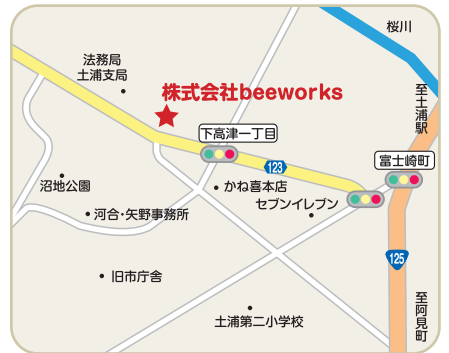 桜川
法務局
土浦支局
至土浦駅
株式会社beeworks
下高津一丁目
富士崎町
123
沼地公園
かね喜本店
セブンイレブン
河合・矢野事務所
125
旧市庁舎
至阿見町
土浦第二小学校